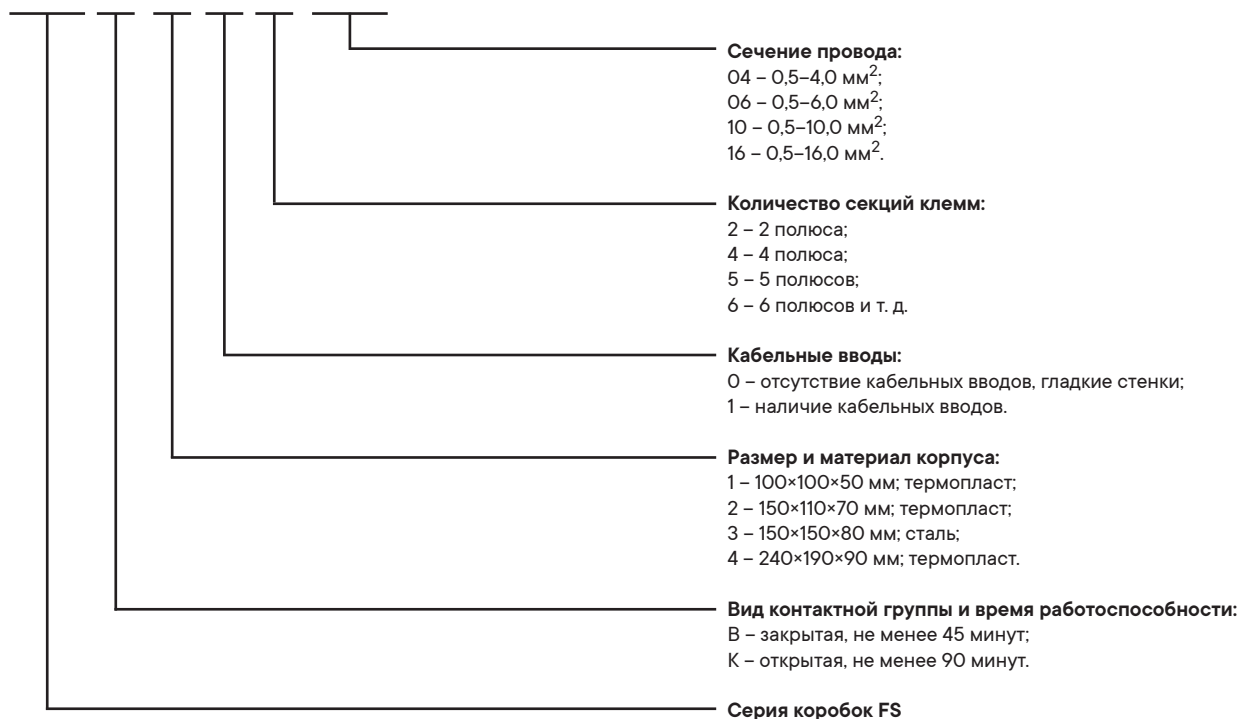 Сечение провода:
04 – 0,5–4,0 мм²;
06 – 0,5–6,0 мм²;
10 – 0,5–10,0 мм²;
16 – 0,5–16,0 мм².
Количество секций клемм:
2 – 2 полюса;
4 – 4 полюса;
5 – 5 полюсов;
6 – 6 полюсов и т. д.
Кабельные вводы:
0 – отсутствие кабельных вводов, гладкие стенки;
1 – наличие кабельных вводов.
Размер и материал корпуса:
1 – 100×100×50 мм; термопласт;
2 – 150×110×70 мм; термопласт;
3 – 150×150×80 мм; сталь;
4 – 240×190×90 мм; термопласт.
Вид контактной группы и время работоспособности:
В – закрытая, не менее 45 минут;
К – открытая, не менее 90 минут.
Серия коробок FS